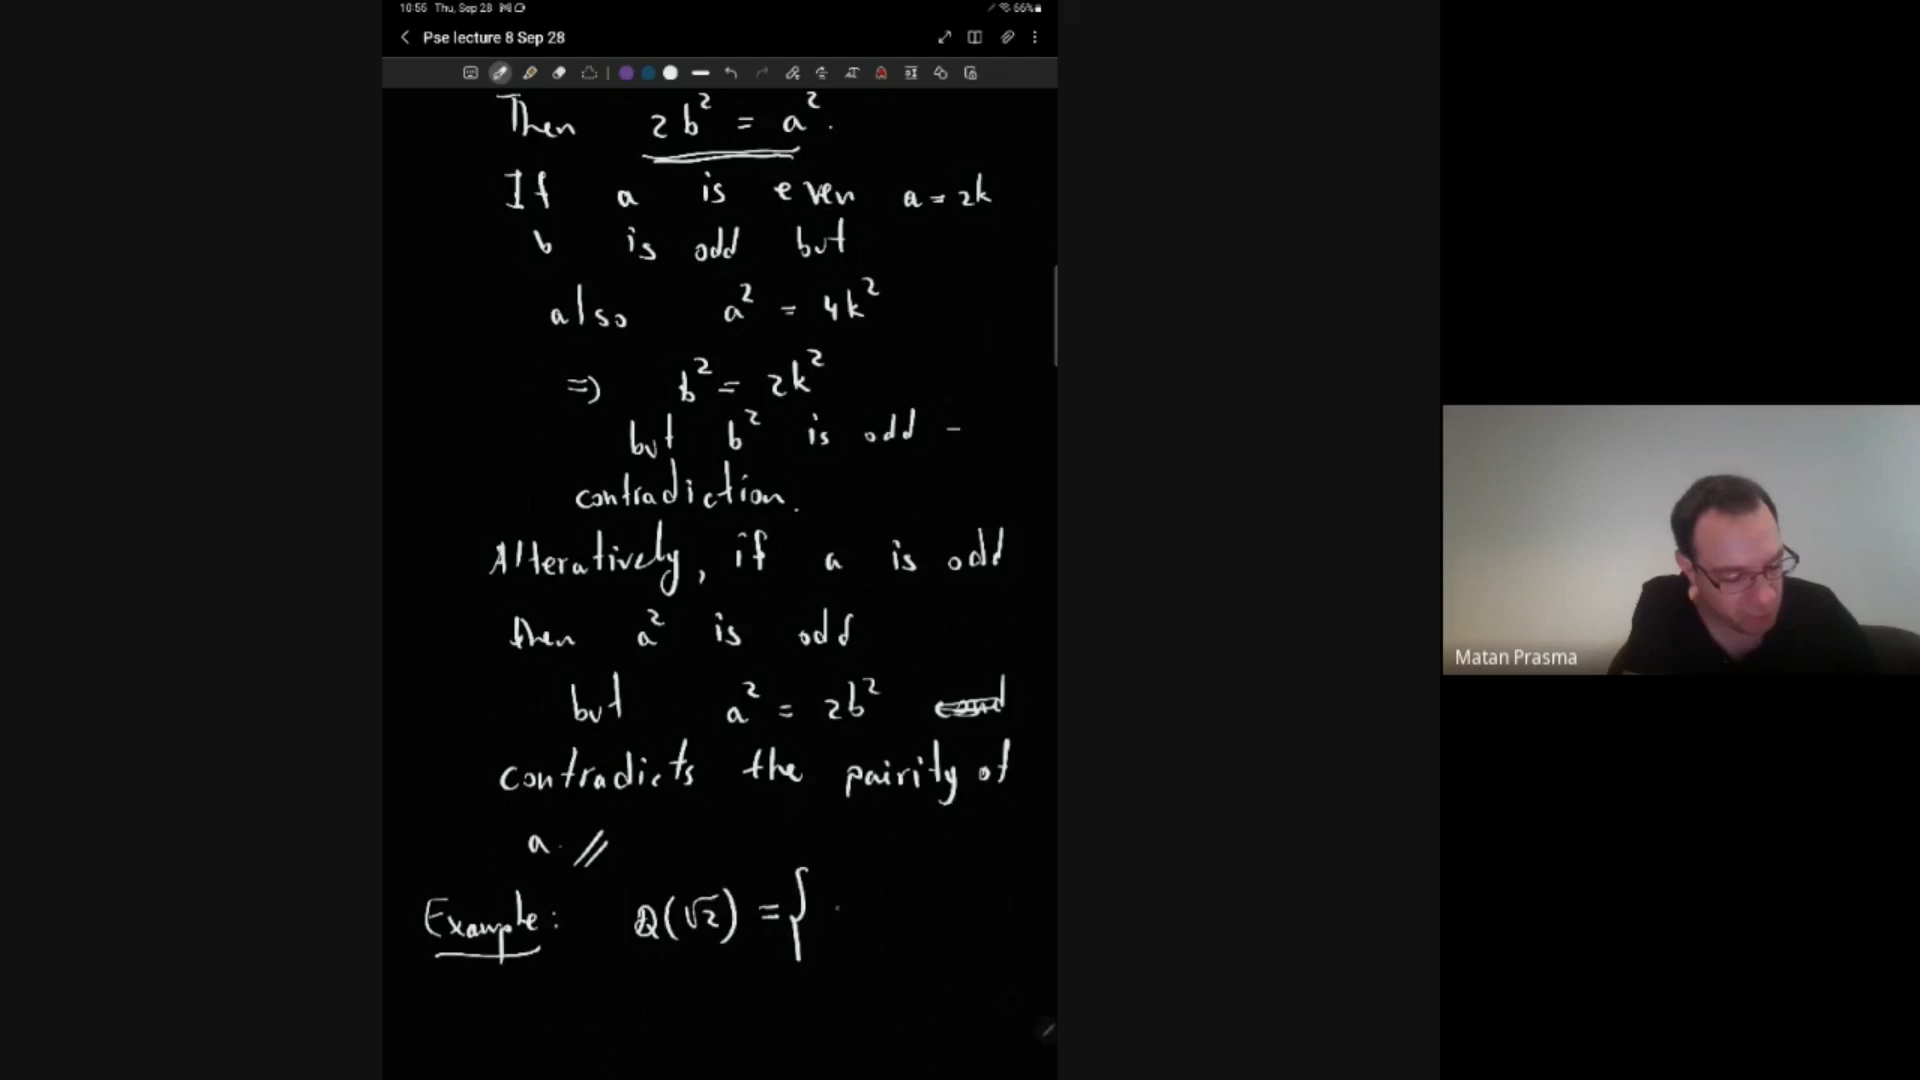 10:55 Thu, Sep 28
66%
Pse lecture 8 Sep 28
Then 2b² = a².
If a is even a = 2k
b is odd but
also a² = 4k²
=> b² = 2k²
but b² is odd -
contradiction.
Alteratively, if a is odd
then a² is odd
but a² = 2b²
contradicts the pairity of
a. //
Example: Q(√2) = {
Matan Prasma